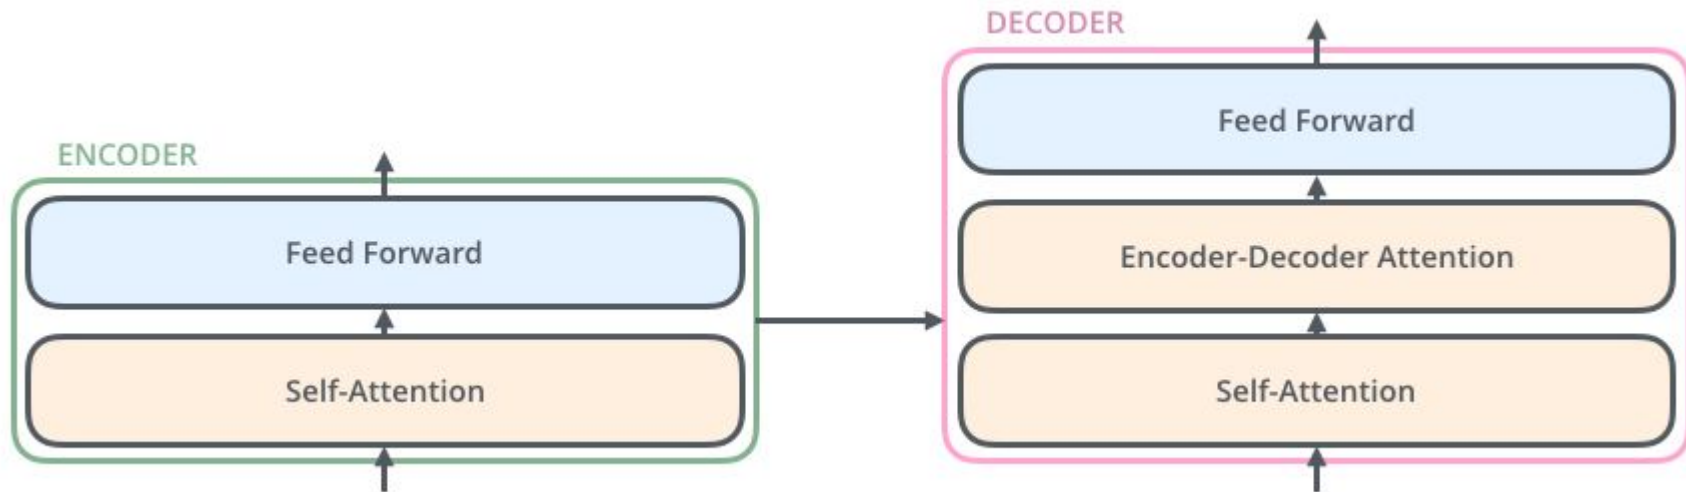 ENCODER
Feed Forward
Self-Attention
DECODER
Feed Forward
Encoder-Decoder Attention
Self-Attention